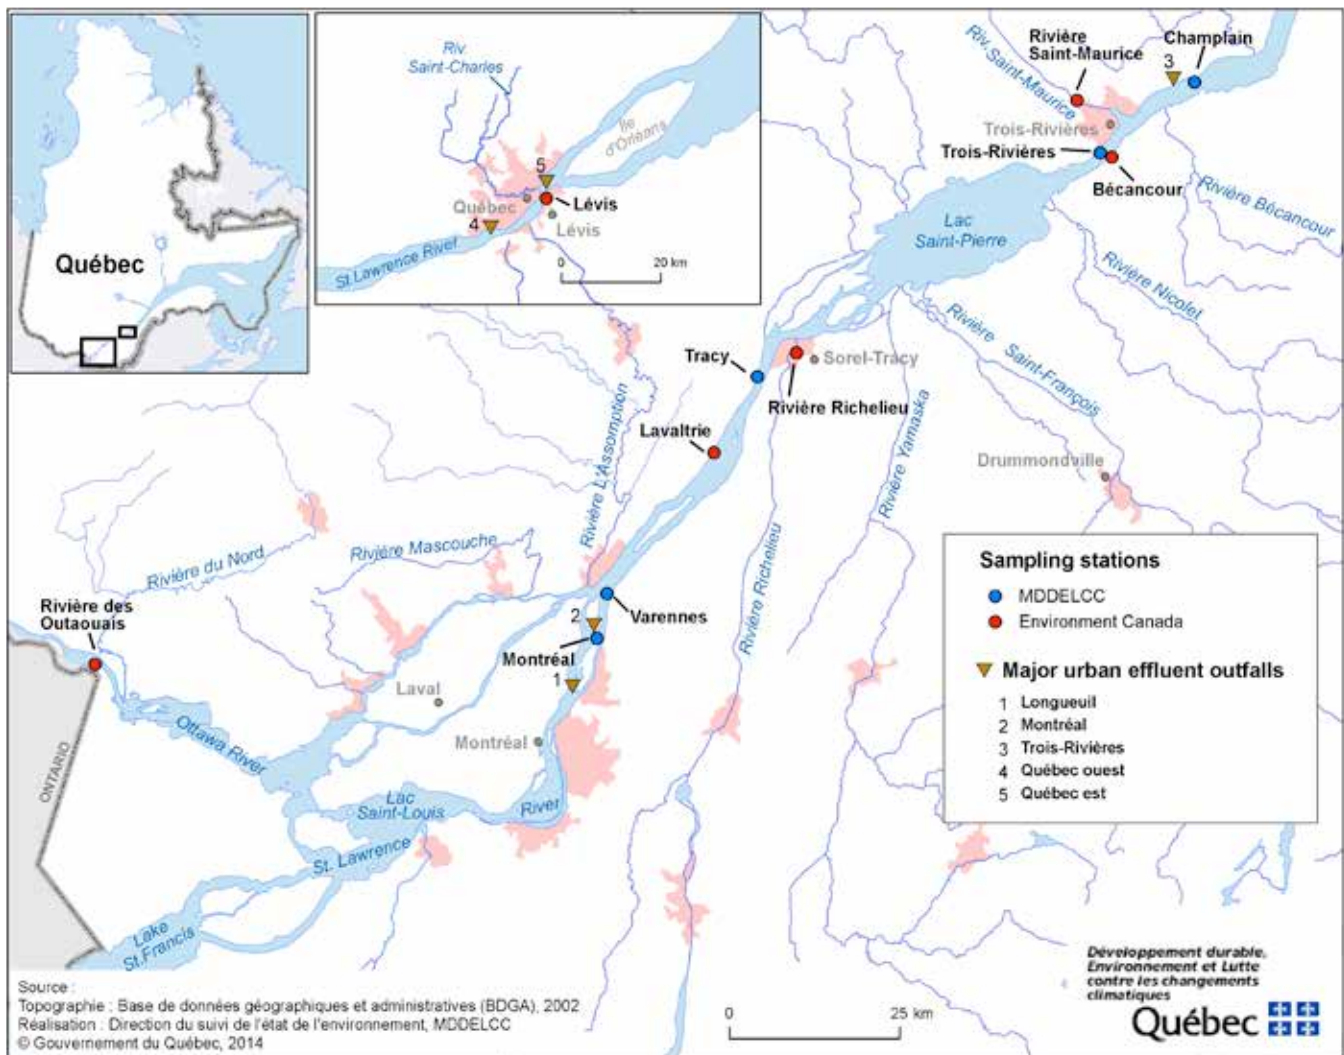 Québec
Riv.
Saint-Charles
Ile
d'Orléans
5
Québec
Lévis
4
Lévis
St. Lawrence River
0 20 km
Rivière
Saint-Maurice
Champlain
3
Riv. Saint-Maurice
Trois-Rivières
Trois-Rivières
Bécancour
Rivière Bécancour
Lac
Saint-Pierre
Rivière Nicolet
Rivière Saint-François
Tracy
Sorel-Tracy
Rivière Richelieu
Lavaltrie
Rivière L'Assomption
Rivière Yamaska
Drummondville
Rivière Richelieu
Rivière du Nord
Rivière Mascouche
Rivière des
Outaouais
2
Varennes
Montréal
1
Laval
Montréal
Ottawa River
ONTARIO
Lac
Saint-Louis
River
St. Lawrence
Lake
St.Francis
Sampling stations
MDDELCC
Environment Canada
Major urban effluent outfalls
1 Longueuil
2 Montréal
3 Trois-Rivières
4 Québec ouest
5 Québec est
Source :
Topographie : Base de données géographiques et administratives (BDGA), 2002
Réalisation : Direction du suivi de l'état de l'environnement, MDDELCC
© Gouvernement du Québec, 2014
0 25 km
Développement durable,
Environnement et Lutte
contre les changements
climatiques
Québec